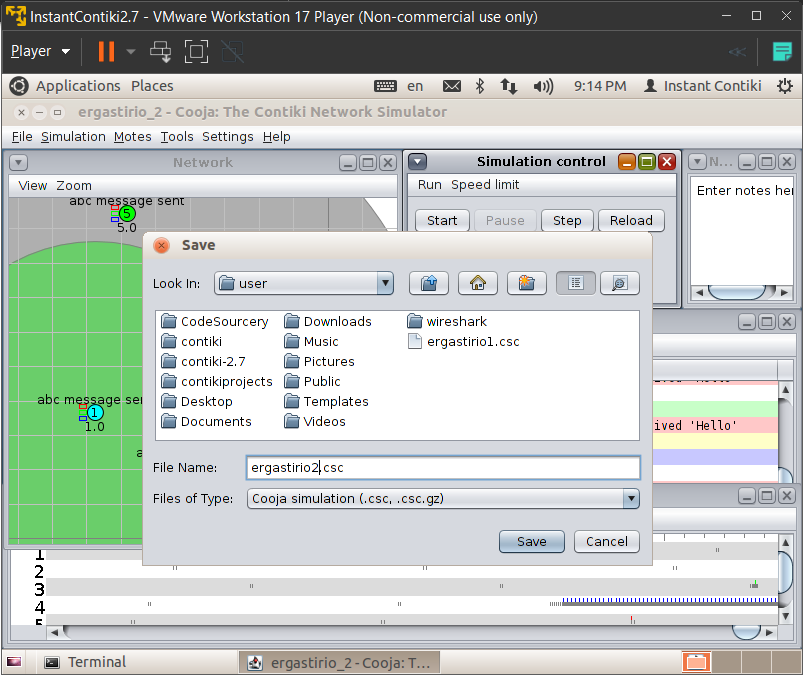 InstantContiki2.7 - VMware Workstation 17 Player (Non-commercial use only)
Player
Applications Places en 9:14 PM Instant Contiki
ergastirio_2 - Cooja: The Contiki Network Simulator
File Simulation Motes Tools Settings Help
Network
View Zoom
abc message sent
5
5.0
abc message sen
1
1.0
a
Simulation control
Run Speed limit
Start Pause Step Reload
N...
Enter notes her
Save
Look In: user
CodeSourcery Downloads wireshark
contiki Music ergastirio1.csc
contiki-2.7 Pictures
contikiprojects Public
Desktop Templates
Documents Videos
File Name: ergastirio2.csc
Files of Type: Cooja simulation (.csc, .csc.gz)
Save Cancel
ived 'Hello'
1
2
3
4
5
Terminal ergastirio_2 - Cooja: T...